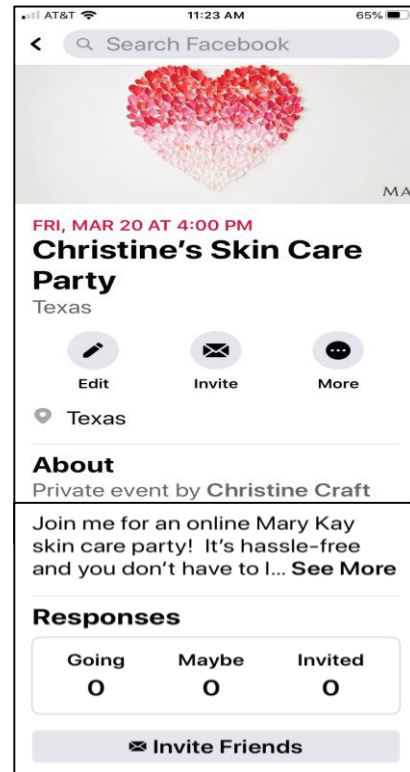 AT&T 11:23 AM 65%
Search Facebook
MA
FRI, MAR 20 AT 4:00 PM
Christine's Skin Care
Party
Texas
Edit Invite More
Texas
About
Private event by Christine Craft
Join me for an online Mary Kay
skin care party! It's hassle-free
and you don't have to l... See More
Responses
Going Maybe Invited
0 0 0
Invite Friends